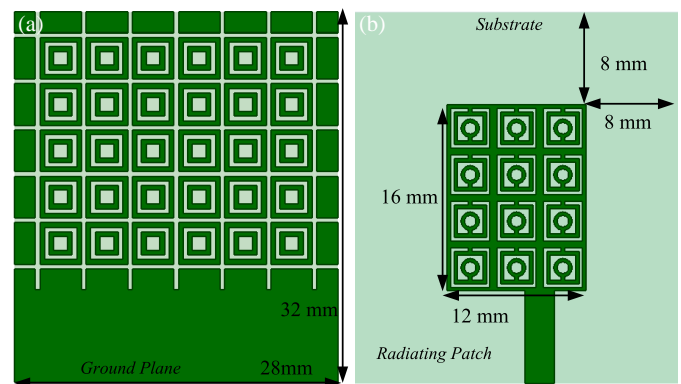 (a)
32 mm
Ground Plane
28mm
(b)
Substrate
8 mm
8 mm
16 mm
12 mm
Radiating Patch